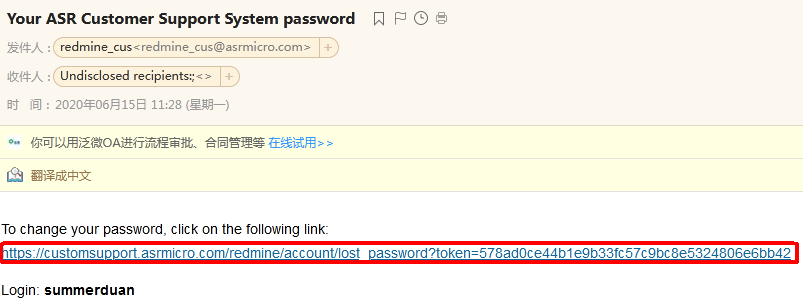 Your ASR Customer Support System password
发件人 : redmine_cus<redmine_cus@asrmicro.com> +
收件人 : Undisclosed recipients:;<> +
时 间 : 2020年06月15日 11:28 (星期一)
你可以用泛微OA进行流程审批、合同管理等 在线试用>>
翻译成中文
To change your password, click on the following link:
https://customsupport.asrmicro.com/redmine/account/lost_password?token=578ad0ce44b1e9b33fc57c9bc8e5324806e6bb42
Login: summerduan